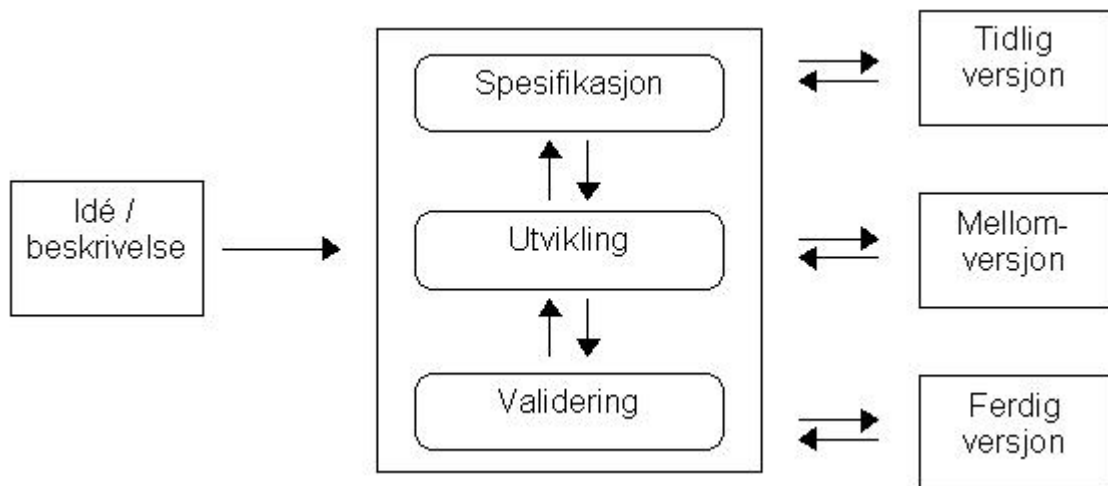 Idé /
beskrivelse
Spesifikasjon
Utvikling
Validering
Tidlig
versjon
Mellom-
versjon
Ferdig
versjon